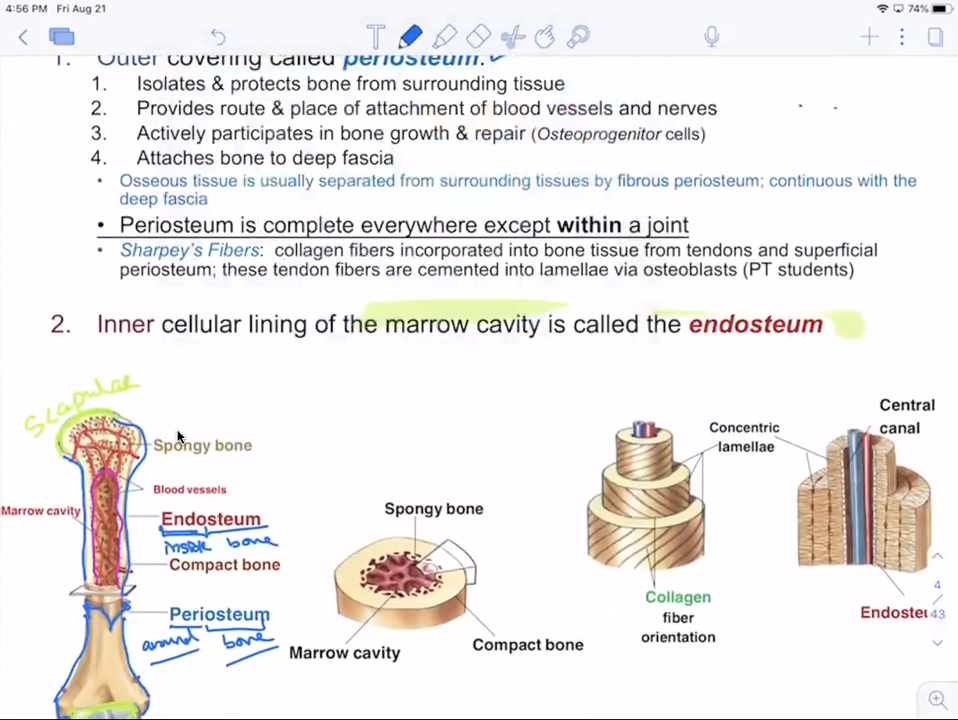 4:56 PM Fri Aug 21
74%
1. Outer covering called periosteum:
1. Isolates & protects bone from surrounding tissue
2. Provides route & place of attachment of blood vessels and nerves
3. Actively participates in bone growth & repair (Osteoprogenitor cells)
4. Attaches bone to deep fascia
• Osseous tissue is usually separated from surrounding tissues by fibrous periosteum; continuous with the
deep fascia
• Periosteum is complete everywhere except within a joint
• Sharpey's Fibers: collagen fibers incorporated into bone tissue from tendons and superficial
periosteum; these tendon fibers are cemented into lamellae via osteoblasts (PT students)
2. Inner cellular lining of the marrow cavity is called the endosteum
Scapular
Spongy bone
Blood vessels
Marrow cavity
Endosteum
inside bone
Compact bone
Periosteum
around bone
Spongy bone
Marrow cavity
Compact bone
Concentric
lamellae
Collagen
fiber
orientation
Central
canal
Endosteu
4
43